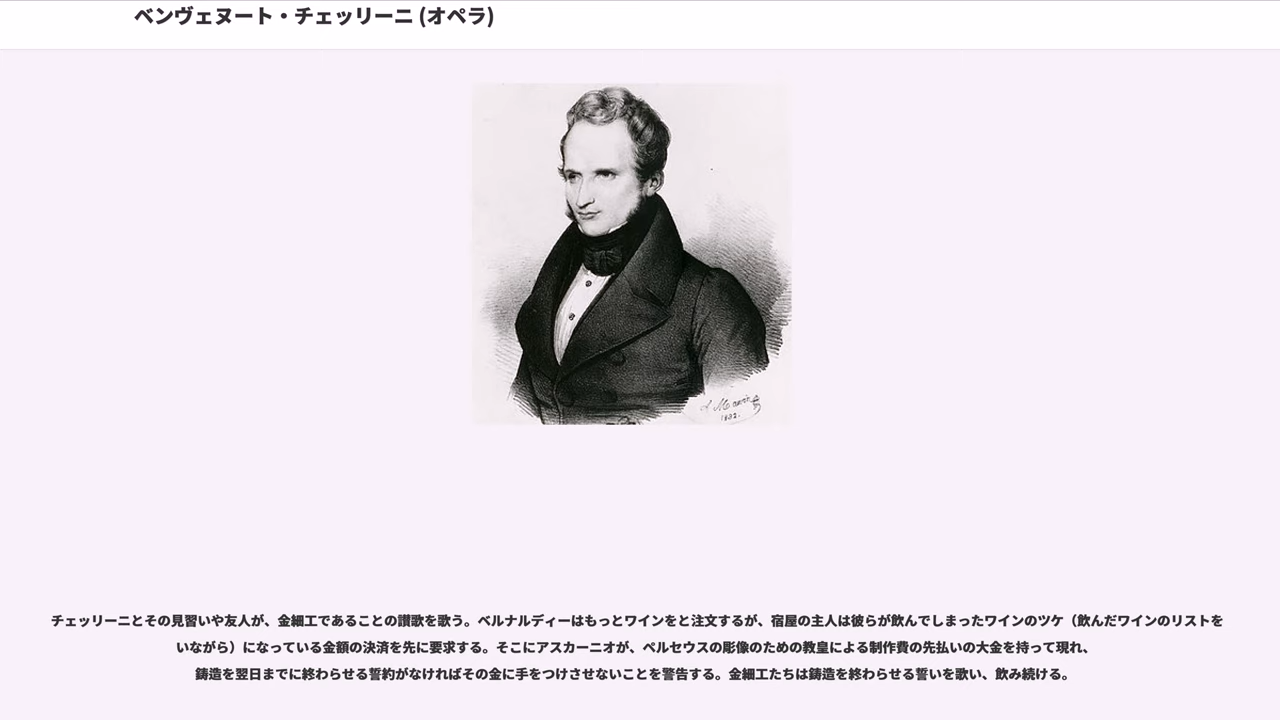 ベンヴェヌート・チェッリーニ (オペラ)
1832.
チェッリーニとその見習いや友人が、金細工であることの讃歌を歌う。ベルナルディーはもっとワインをと注文するが、宿屋の主人は彼らが飲んでしまったワインのツケ（飲んだワインのリストを
いながら）になっている金額の決済を先に要求する。そこにアスカーニオが、ペルセウスの彫像のための教皇による制作費の先払いの大金を持って現れ、
鋳造を翌日までに終わらせる誓約がなければその金に手をつけさせないことを警告する。金細工たちは鋳造を終わらせる誓いを歌い、飲み続ける。